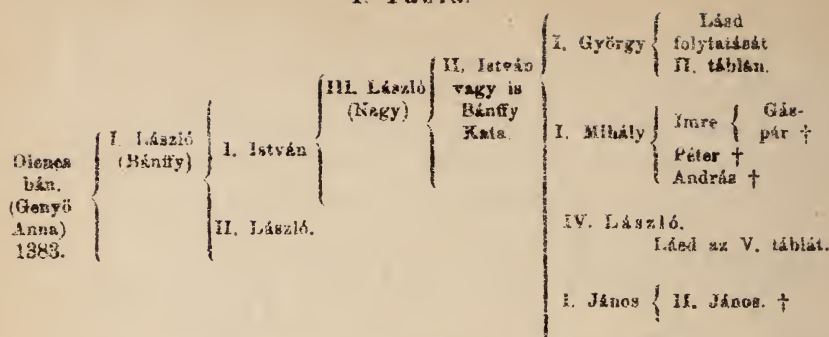 I. Dienes
bán.
(Genyő
Anna)
1383.
I. László
(Bánffy)
I. István
II. László.
III. László
(Nagy)
II. István
vagy is
Bánffy
Kata.
I. György
Lásd
folytatását
II. táblán.
I. Mihály
Imre
Gás-
pár †
Péter †
András †
IV. László.
Lásd az V. táblát.
I. János
II. János. †